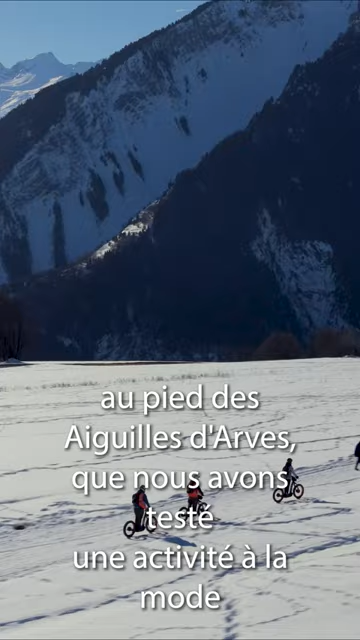 au pied des
Aiguilles d'Arves,
que nous avons
testé
une activité à la
mode